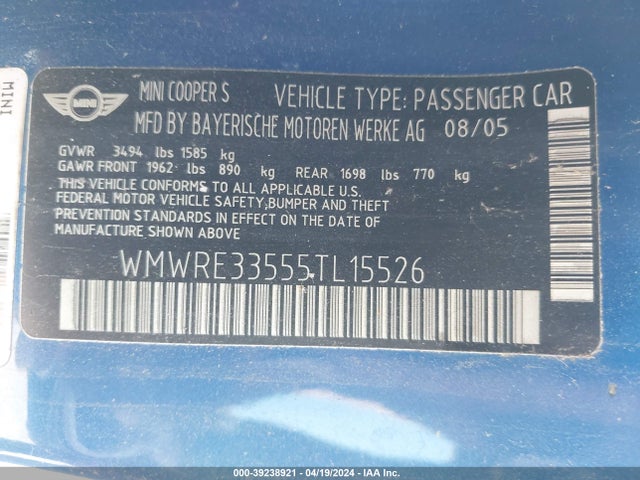 MINI
MINI
MINI COOPER S VEHICLE TYPE: PASSENGER CAR
MFD BY BAYERISCHE MOTOREN WERKE AG 08/05
GVWR 3494 lbs 1585 kg
GAWR FRONT 1962 lbs 890 kg REAR 1698 lbs 770 kg
THIS VEHICLE CONFORMS TO ALL APPLICABLE U.S.
FEDERAL MOTOR VEHICLE SAFETY,BUMPER AND THEFT
PREVENTION STANDARDS IN EFFECT ON THE DATE OF
MANUFACTURE SHOWN ABOVE.
WMWRE33555TL15526
000-39238921 - 04/19/2024 - IAA Inc.